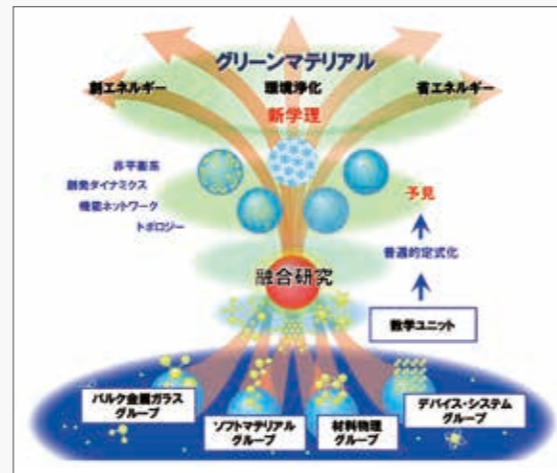 グリーンマテリアル
創エネルギー
環境浄化
省エネルギー
新学理
非平衡系
創発ダイナミクス
機能ネットワーク
トポロジー
予見
普遍的定式化
融合研究
数学ユニット
バルク金属ガラス
グループ
ソフトマテリアル
グループ
材料物理
グループ
デバイス・システム
グループ